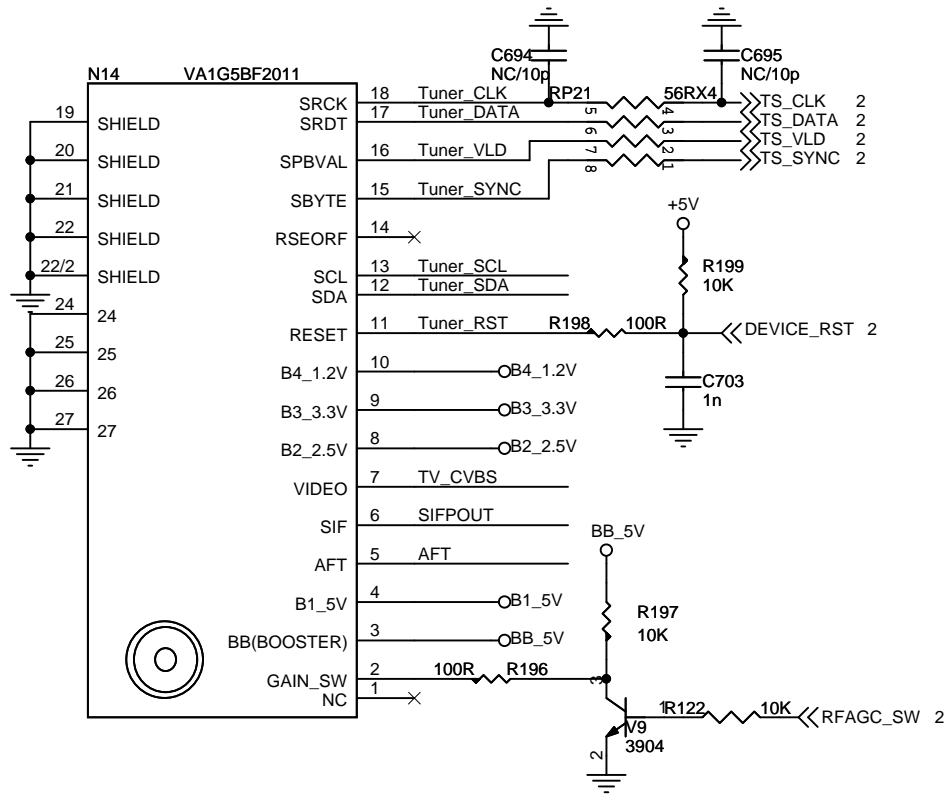 C694
NC/10p
C695
NC/10p
N14 VA1G5BF2011
SRCK 18 Tuner_CLK RP21 56RX4 TS_CLK 2
5 4
19 SHIELD SRDT 17 Tuner_DATA TS_DATA 2
6 3
TS_VLD 2
7 2
20 SHIELD SPBVAL 16 Tuner_VLD TS_SYNC 2
8 1
21 SHIELD SBYTE 15 Tuner_SYNC
+5V
22 SHIELD RSEORF 14
R199
10K
22/2 SHIELD SCL 13 Tuner_SCL
SDA 12 Tuner_SDA
24 24
RESET 11 Tuner_RST R198 100R DEVICE_RST 2
25 25
B4_1.2V 10 B4_1.2V
C703
1n
26 26
B3_3.3V 9 B3_3.3V
27 27
B2_2.5V 8 B2_2.5V
VIDEO 7 TV_CVBS
SIF 6 SIFPOUT
BB_5V
AFT 5 AFT
B1_5V 4 B1_5V
R197
10K
BB(BOOSTER) 3 BB_5V
GAIN_SW 2 100R R196 3
NC 1
1 R122 10K RFAGC_SW 2
V9
3904
2